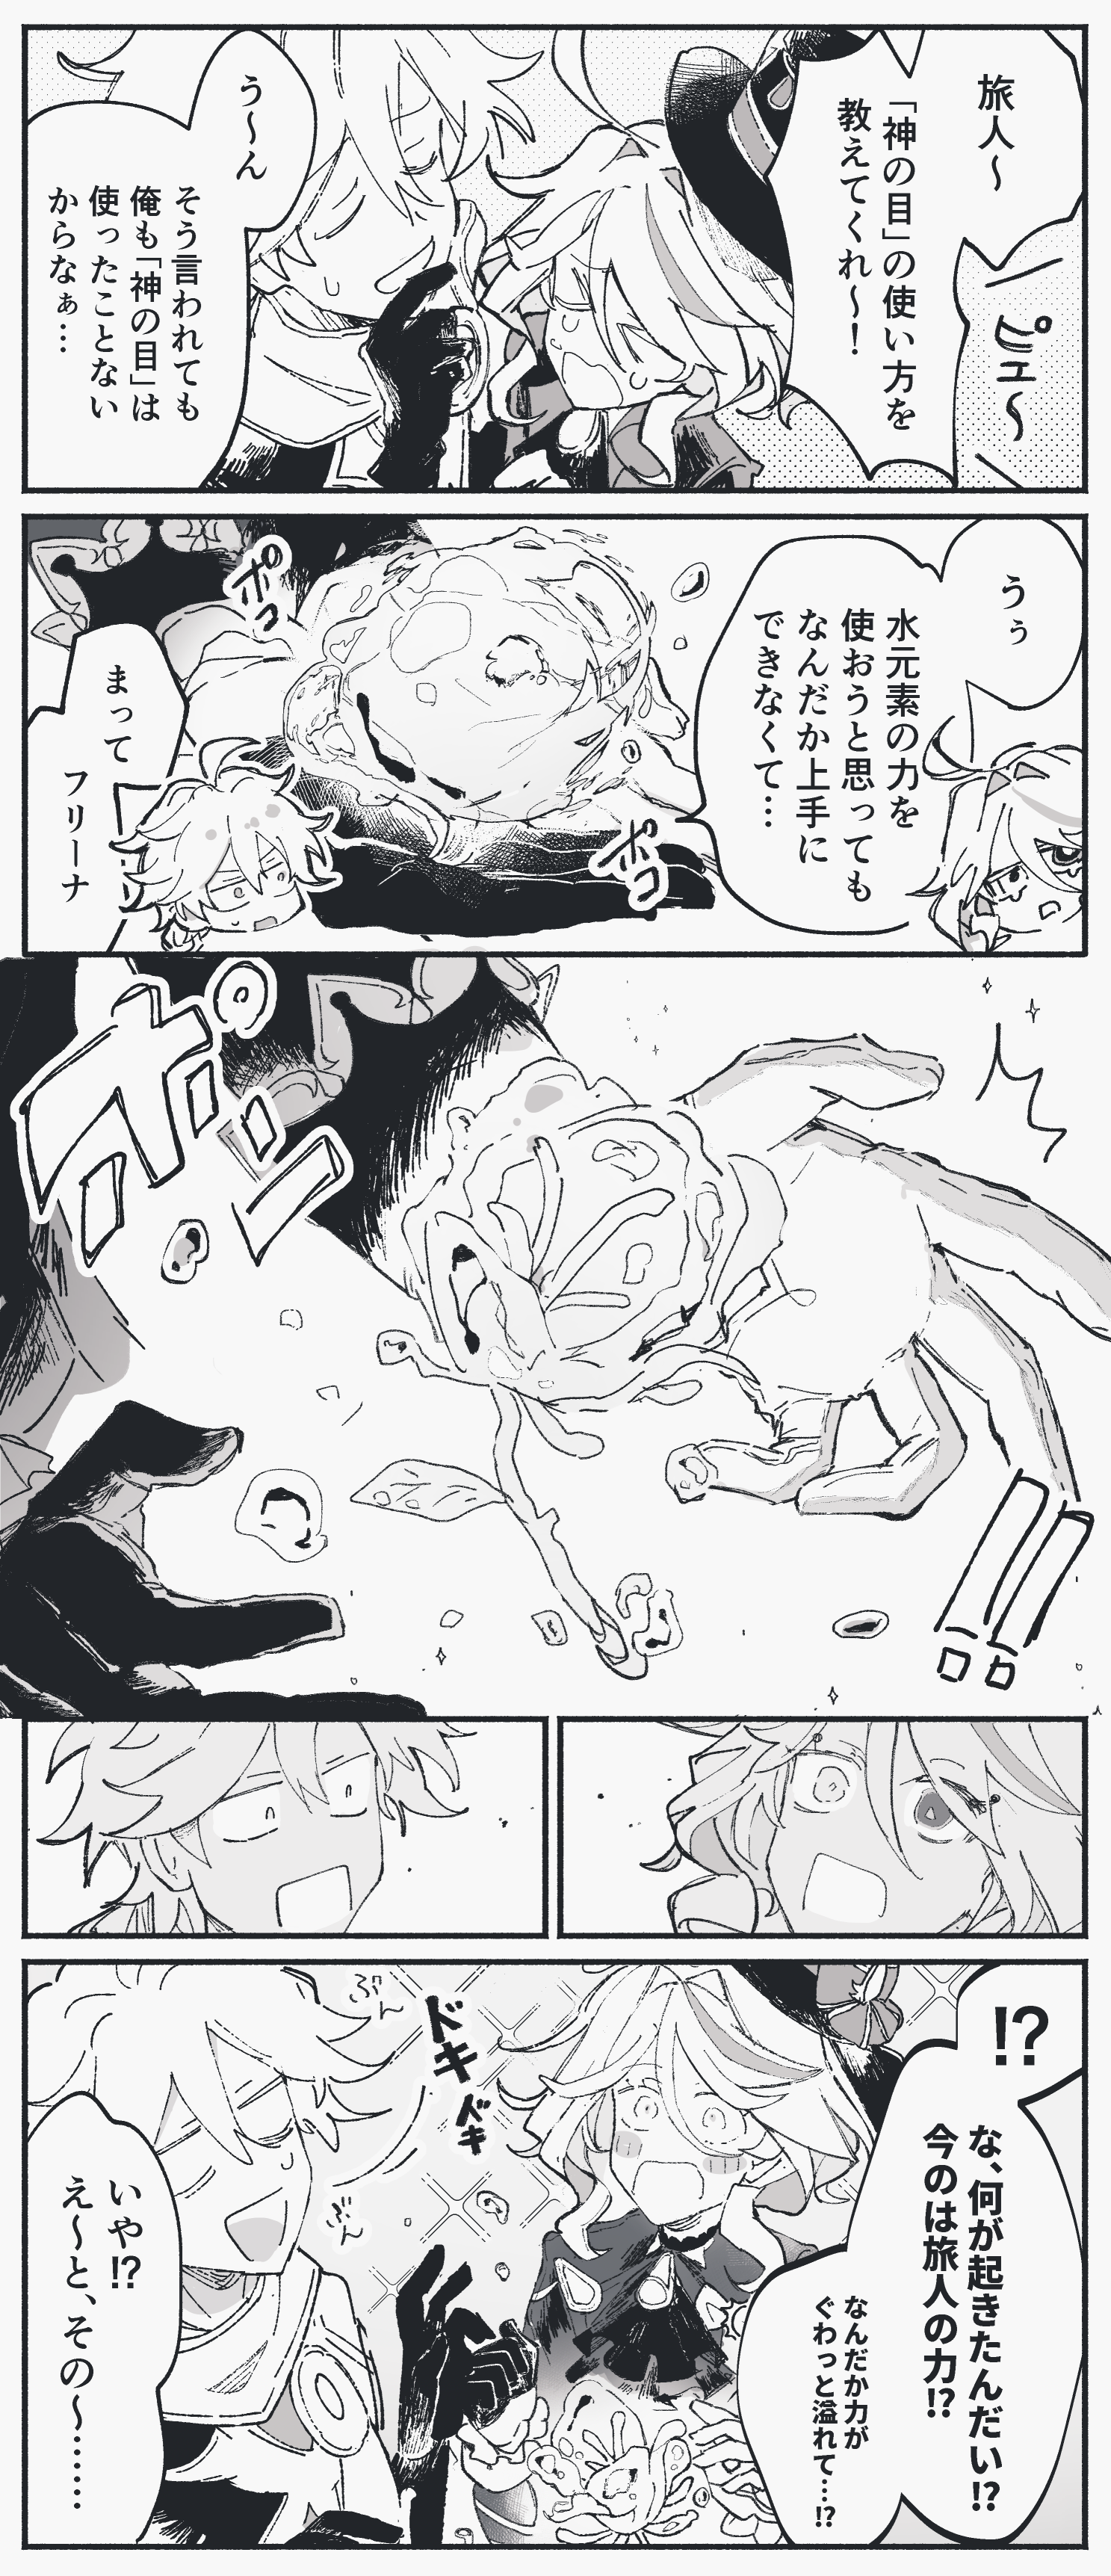 旅人〜
「神の目」の使い方を
教えてくれ〜！
ピェ〜
う〜ん
そう言われても
俺も「神の目」は
使ったことない
からなぁ…
うぅ
水元素の力を
使おうと思っても
なんだか上手に
できなくて…
ポコ
ポコ
まって
フリーナ
ポンッ
!!
!?
な、何が起きたんだい!?
今のは旅人の力!?
なんだか力が
ぐわっと溢れて…!?
ドキ
ドキ
ぶん
ぶん
いや!?
え〜と、その〜……